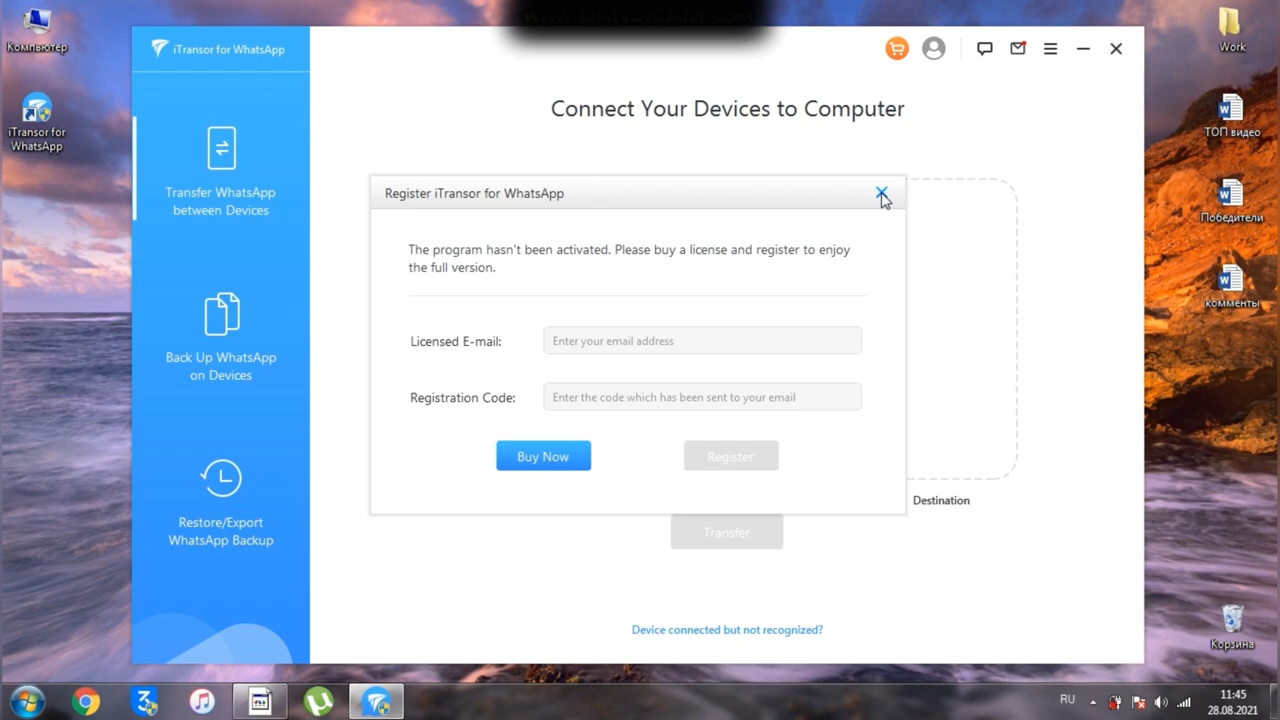 www.BANDICAM.com
Компьютер
iTransor for
WhatsApp
iTransor for WhatsApp
Transfer WhatsApp
between Devices
Back Up WhatsApp
on Devices
Restore/Export
WhatsApp Backup
Connect Your Devices to Computer
Register iTransor for WhatsApp
The program hasn't been activated. Please buy a license and register to enjoy
the full version.
Licensed E-mail:
Enter your email address
Registration Code:
Enter the code which has been sent to your email
Buy Now
Register
Destination
Transfer
Device connected but not recognized?
Work
ТОП видео
Победители
комменты
Корзина
RU
11:45
28.08.2021